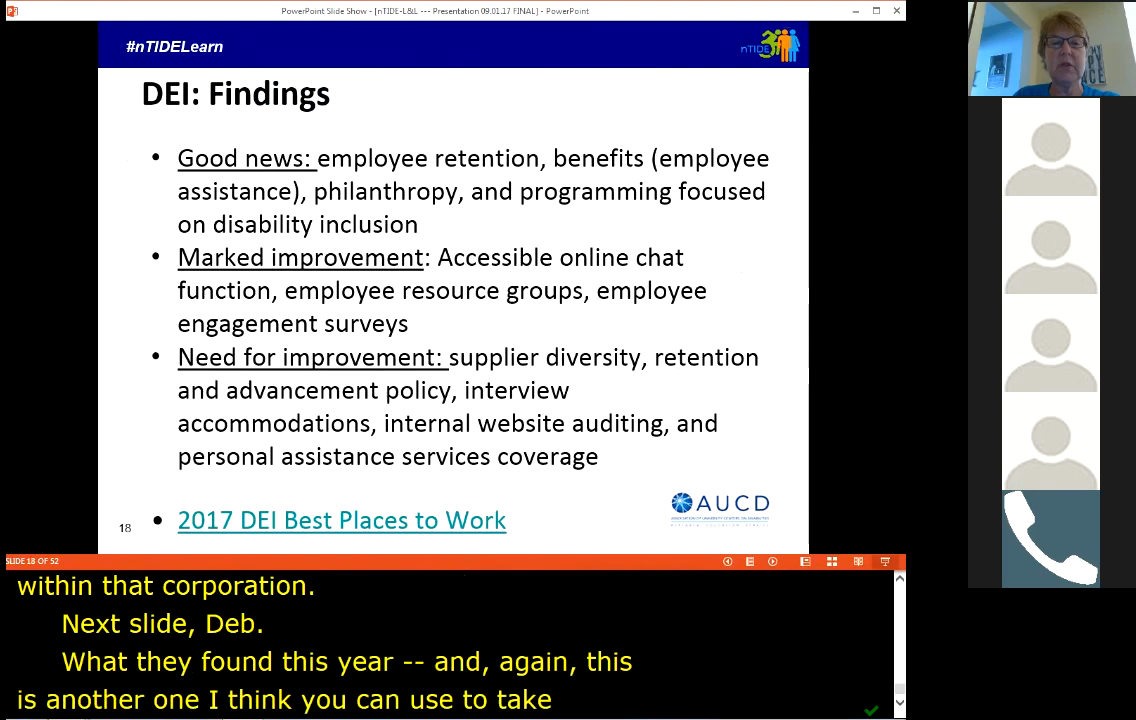 PowerPoint Slide Show - [nTIDE-L&L --- Presentation 09.01.17 FINAL] - PowerPoint
#nTIDELearn
nTIDE
DEI: Findings
• Good news: employee retention, benefits (employee
assistance), philanthropy, and programming focused
on disability inclusion
• Marked improvement: Accessible online chat
function, employee resource groups, employee
engagement surveys
• Need for improvement: supplier diversity, retention
and advancement policy, interview
accommodations, internal website auditing, and
personal assistance services coverage
• 2017 DEI Best Places to Work
AUCD
18
SLIDE 18 OF 52
within that corporation.
Next slide, Deb.
What they found this year -- and, again, this
is another one I think you can use to take